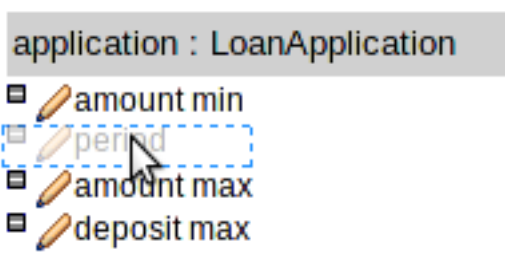 application : LoanApplication
amount min
period
amount max
deposit max